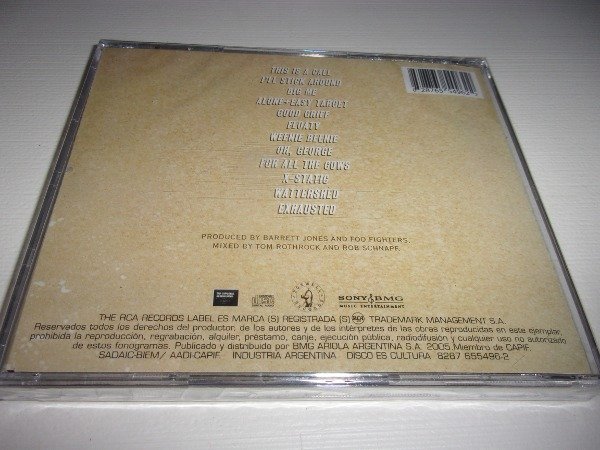 THIS IS A CALL
I'LL STICK AROUND
BIG ME
ALONE+EASY TARGET
GOOD GRIEF
FLOATY
WEENIE BEENIE
OH, GEORGE
FOR ALL THE COWS
X-STATIC
WATTERSHED
EXHAUSTED
PRODUCED BY BARRETT JONES AND FOO FIGHTERS.
MIXED BY TOM ROTHROCK AND ROB SCHNAPF.
SONY BMG
MUSIC ENTERTAINMENT
THE RCA RECORDS LABEL ES MARCA (S) REGISTRADA (S) RCA TRADEMARK MANAGEMENT S.A.
Reservados todos los derechos del productor, de los autores y de los intérpretes de las obras reproducidas en este ejemplar,
prohibida la reproducción, regrabación, alquiler, préstamo, canje, ejecución pública, radiodifusión y cualquier uso no autorizado
de estos fonogramas. Publicado y distribuido por BMG ARIOLA ARGENTINA S.A. 2005. Miembro de CAPIF.
SADAIC-BIEM/ AADI-CAPIF. INDUSTRIA ARGENTINA DISCO ES CULTURA 8287 655496-2